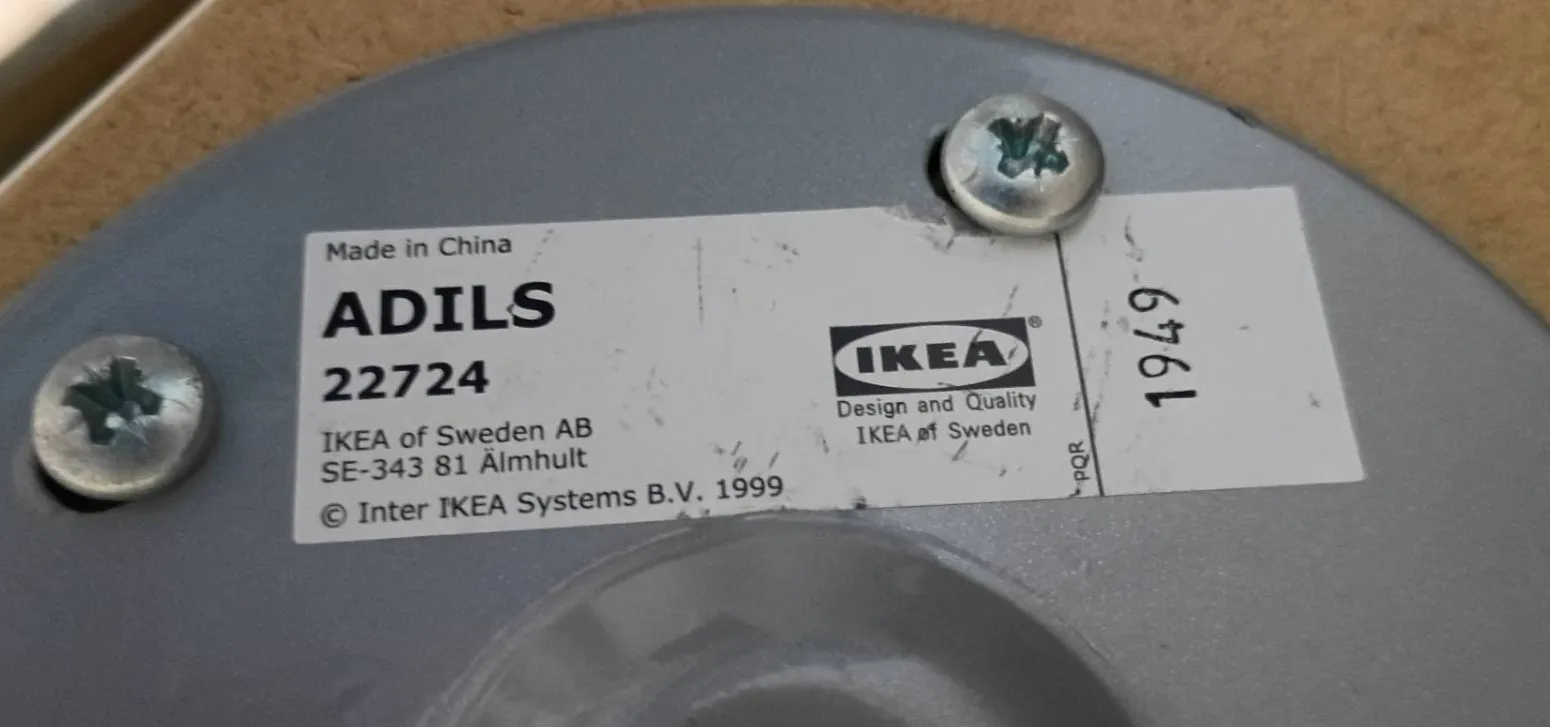 Made in China
ADILS
22724
IKEA of Sweden AB
SE-343 81 Älmhult
© Inter IKEA Systems B.V. 1999
IKEA®
Design and Quality
IKEA of Sweden
PQR
1949